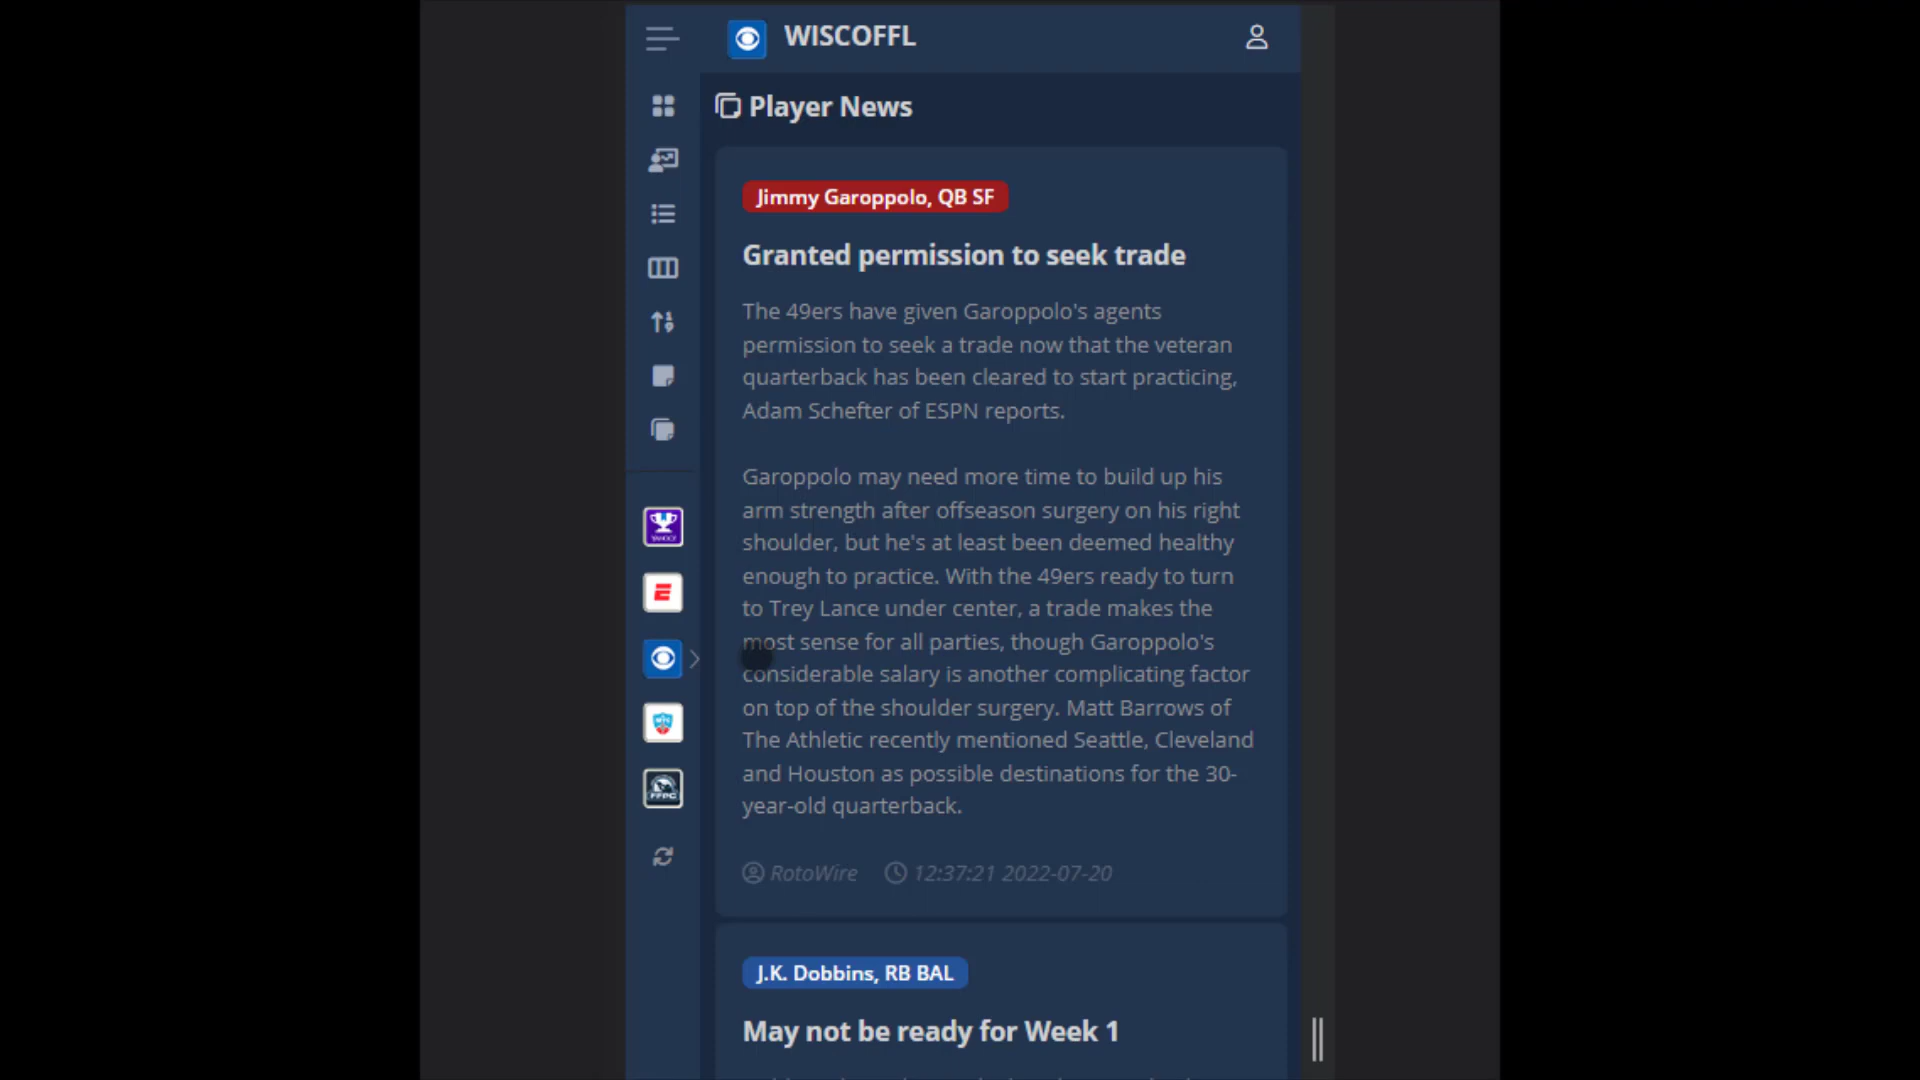 WISCOFFL
Player News
Jimmy Garoppolo, QB SF
Granted permission to seek trade
The 49ers have given Garoppolo's agents
permission to seek a trade now that the veteran
quarterback has been cleared to start practicing,
Adam Schefter of ESPN reports.
Garoppolo may need more time to build up his
arm strength after offseason surgery on his right
shoulder, but he's at least been deemed healthy
enough to practice. With the 49ers ready to turn
to Trey Lance under center, a trade makes the
most sense for all parties, though Garoppolo's
considerable salary is another complicating factor
on top of the shoulder surgery. Matt Barrows of
The Athletic recently mentioned Seattle, Cleveland
and Houston as possible destinations for the 30-
year-old quarterback.
RotoWire 12:37:21 2022-07-20
YAHOO!
E
FFPC
J.K. Dobbins, RB BAL
May not be ready for Week 1